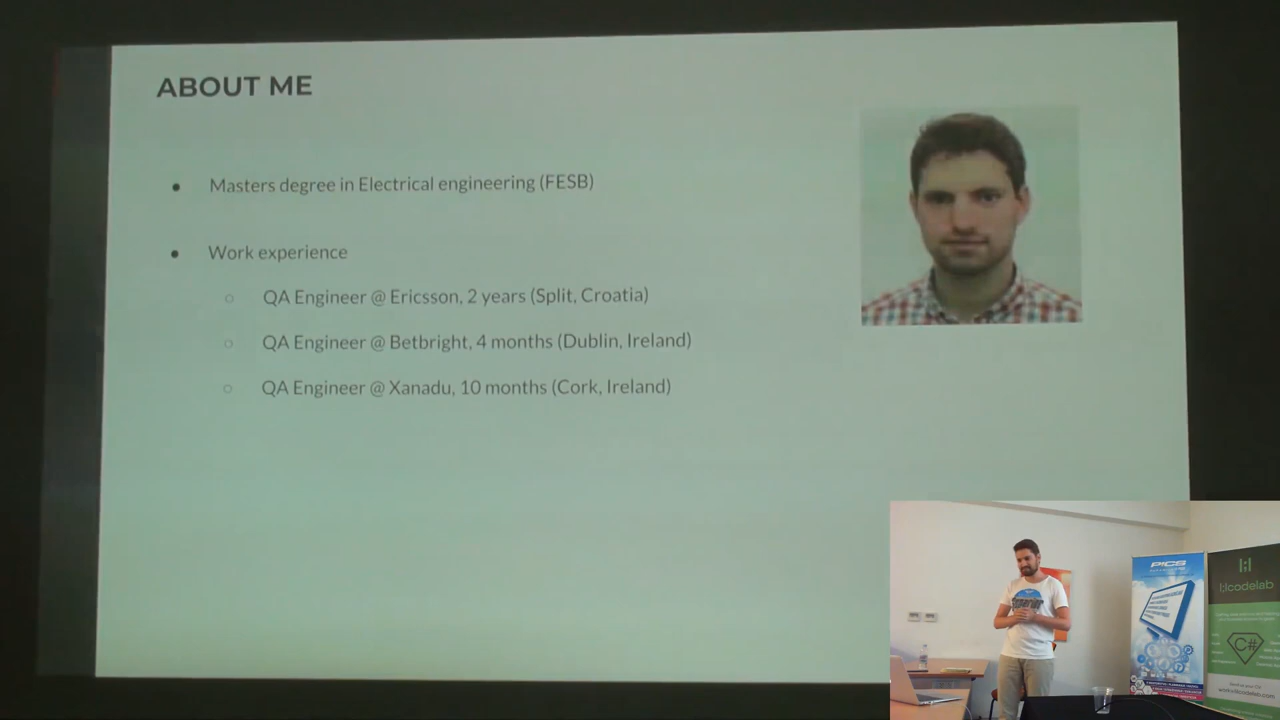 ABOUT ME
Masters degree in Electrical engineering (FESB)
Work experience
QA Engineer @ Ericsson, 2 years (Split, Croatia)
QA Engineer @ Betbright, 4 months (Dublin, Ireland)
QA Engineer @ Xanadu, 10 months (Cork, Ireland)
PICS
l;lcodelab
C#